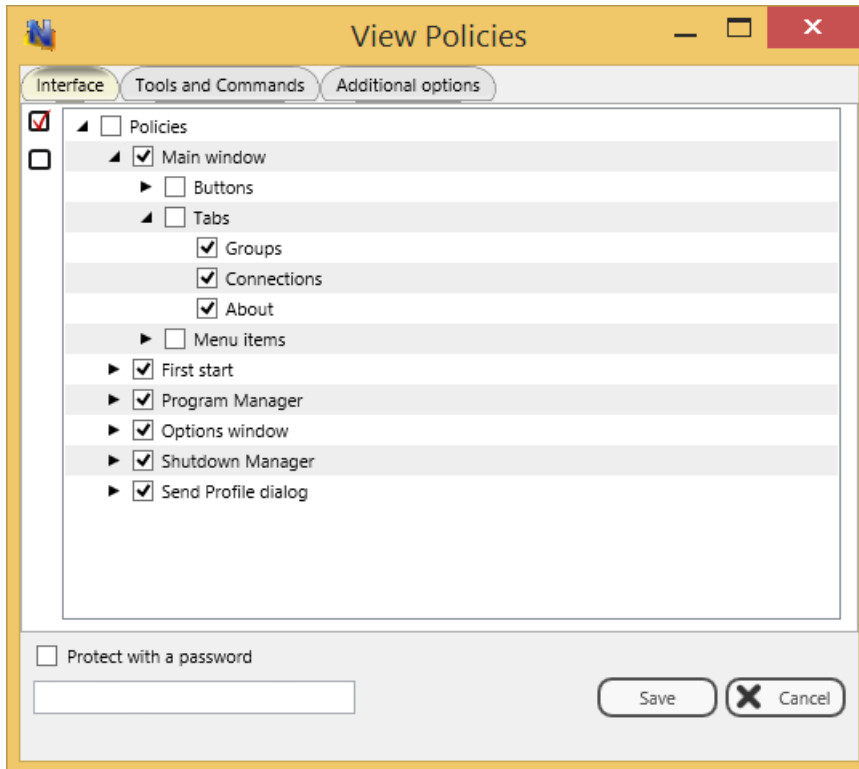 View Policies
Interface Tools and Commands Additional options
Policies
Main window
Buttons
Tabs
Groups
Connections
About
Menu items
First start
Program Manager
Options window
Shutdown Manager
Send Profile dialog
Protect with a password
Save Cancel